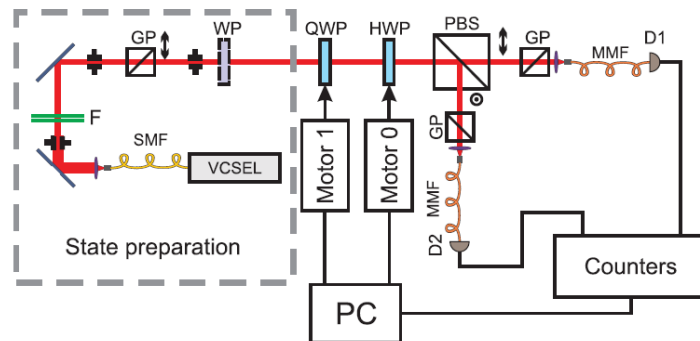 GP
WP
QWP
HWP
PBS
GP
MMF
D1
F
SMF
VCSEL
Motor 1
Motor 0
GP
MMF
D2
State preparation
Counters
PC